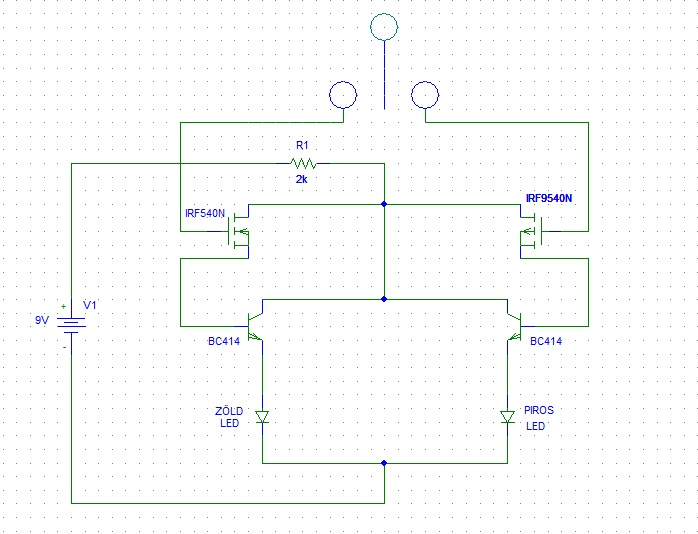 R1
2k
IRF540N
IRF9540N
+
V1
9V
-
BC414
BC414
ZÖLD
LED
PIROS
LED